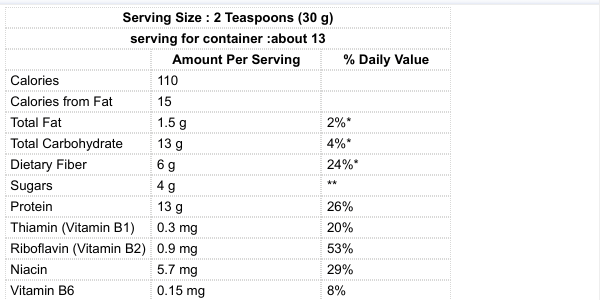 Serving Size : 2 Teaspoons (30 g)
serving for container :about 13
Amount Per Serving % Daily Value
Calories 110
Calories from Fat 15
Total Fat 1.5 g 2%*
Total Carbohydrate 13 g 4%*
Dietary Fiber 6 g 24%*
Sugars 4 g **
Protein 13 g 26%
Thiamin (Vitamin B1) 0.3 mg 20%
Riboflavin (Vitamin B2) 0.9 mg 53%
Niacin 5.7 mg 29%
Vitamin B6 0.15 mg 8%